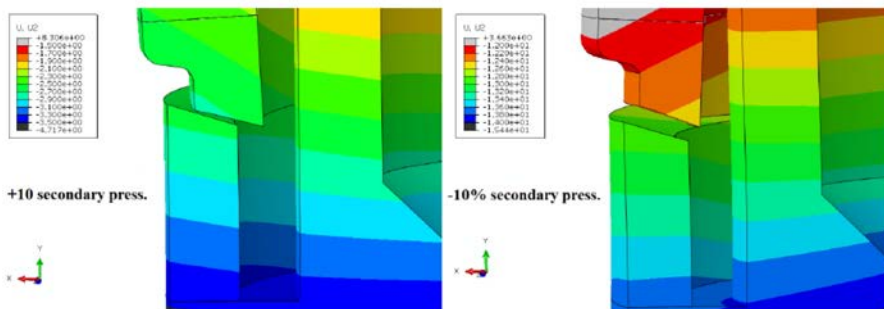 U, U2
+8.306e+00
-1.500e+00
-1.700e+00
-1.900e+00
-2.100e+00
-2.300e+00
-2.500e+00
-2.700e+00
-2.900e+00
-3.100e+00
-3.300e+00
-3.500e+00
-4.717e+00
+10 secondary press.
Y
X
U, U2
+3.663e+00
-1.200e+01
-1.220e+01
-1.240e+01
-1.260e+01
-1.280e+01
-1.300e+01
-1.320e+01
-1.340e+01
-1.360e+01
-1.380e+01
-1.400e+01
-1.544e+01
-10% secondary press.
Y
X